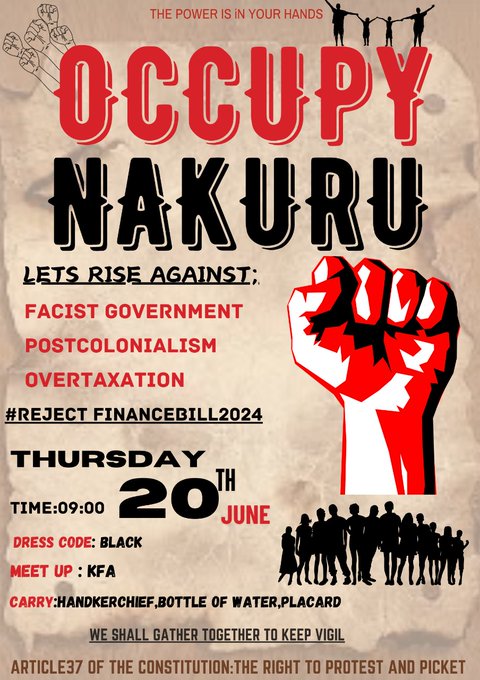 THE POWER IS iN YOUR HANDS
OCCUPY
NAKURU
LETS RISE AGAINST;
FACIST GOVERNMENT
POSTCOLONIALISM
OVERTAXATION
#REJECT FINANCEBILL2024
THURSDAY
TIME:09:00 20TH JUNE
DRESS CODE: BLACK
MEET UP : KFA
CARRY:HANDKERCHIEF,BOTTLE OF WATER,PLACARD
WE SHALL GATHER TOGETHER TO KEEP VIGIL
ARTICLE37 OF THE CONSTITUTION:THE RIGHT TO PROTEST AND PICKET